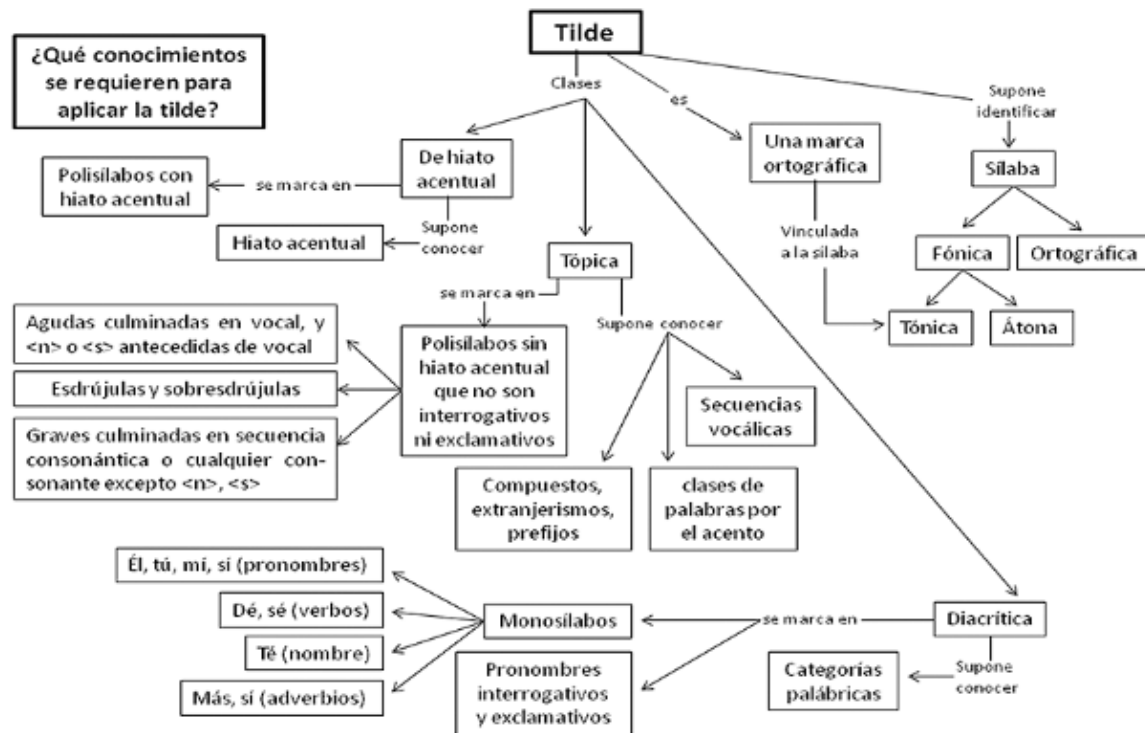 Tilde
¿Qué conocimientos
se requieren para
aplicar la tilde?
Clases
es
Supone
identificar
De hiato
acentual
Una marca
ortográfica
Sílaba
Polisílabos con
hiato acentual
se marca en
Supone
conocer
Hiato acentual
Vinculada
a la sílaba
Fónica
Ortográfica
Tópica
Tónica
Átona
se marca en
Supone conocer
Agudas culminadas en vocal, y
<n> o <s> antecedidas de vocal
Esdrújulas y sobresdrújulas
Graves culminadas en secuencia
consonántica o cualquier con-
sonante excepto <n>, <s>
Polisílabos sin
hiato acentual
que no son
interrogativos
ni exclamativos
Secuencias
vocálicas
Compuestos,
extranjerismos,
prefijos
clases de
palabras por
el acento
Él, tú, mí, sí (pronombres)
Dé, sé (verbos)
Té (nombre)
Más, sí (adverbios)
Monosílabos
se marca en
Diacrítica
Pronombres
interrogativos
y exclamativos
Categorías
palábricas
Supone
conocer